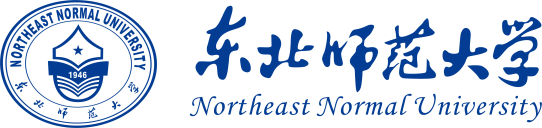 NORTHEAST NORMAL UNIVERSITY
1946
东北师范大学
东北师范大学
Northeast Normal University